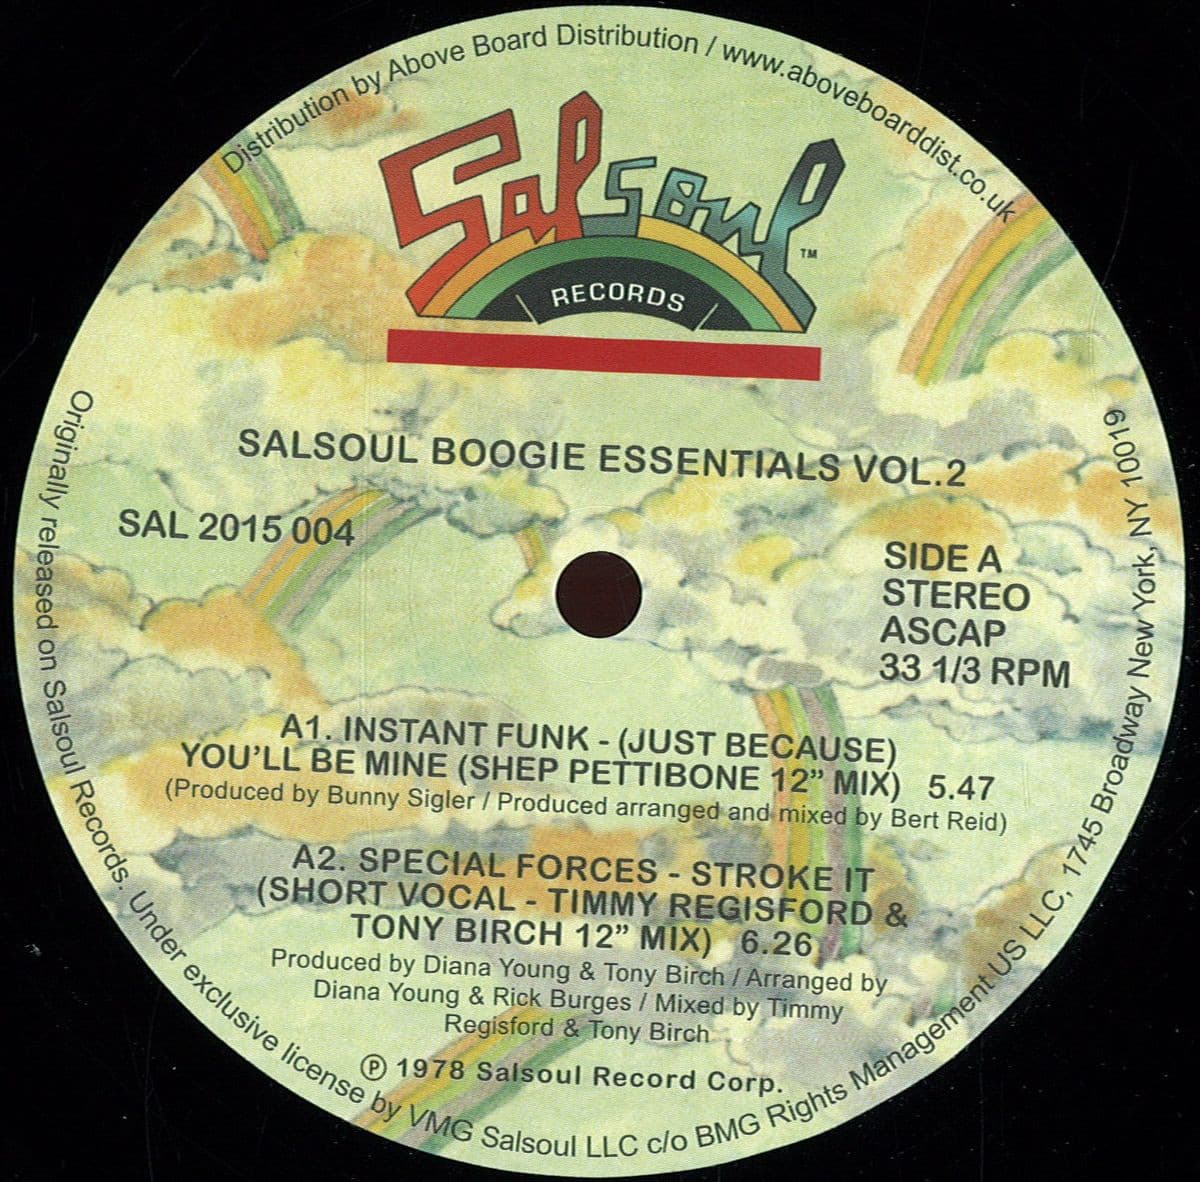 Distribution by Above Board Distribution / www.aboveboarddist.co.uk
Salsoul
TM
RECORDS
SALSOUL BOOGIE ESSENTIALS VOL.2
SAL 2015 004
SIDE A
STEREO
ASCAP
33 1/3 RPM
A1. INSTANT FUNK - (JUST BECAUSE)
YOU'LL BE MINE (SHEP PETTIBONE 12” MIX) 5.47
(Produced by Bunny Sigler / Produced arranged and mixed by Bert Reid)
A2. SPECIAL FORCES - STROKE IT
(SHORT VOCAL - TIMMY REGISFORD &
TONY BIRCH 12” MIX) 6.26
Produced by Diana Young & Tony Birch / Arranged by
Diana Young & Rick Burges / Mixed by Timmy
Regisford & Tony Birch
℗ 1978 Salsoul Record Corp.
Originally released on Salsoul Records. Under exclusive license by VMG Salsoul LLC c/o BMG Rights Management US LLC, 1745 Broadway New York, NY 10019